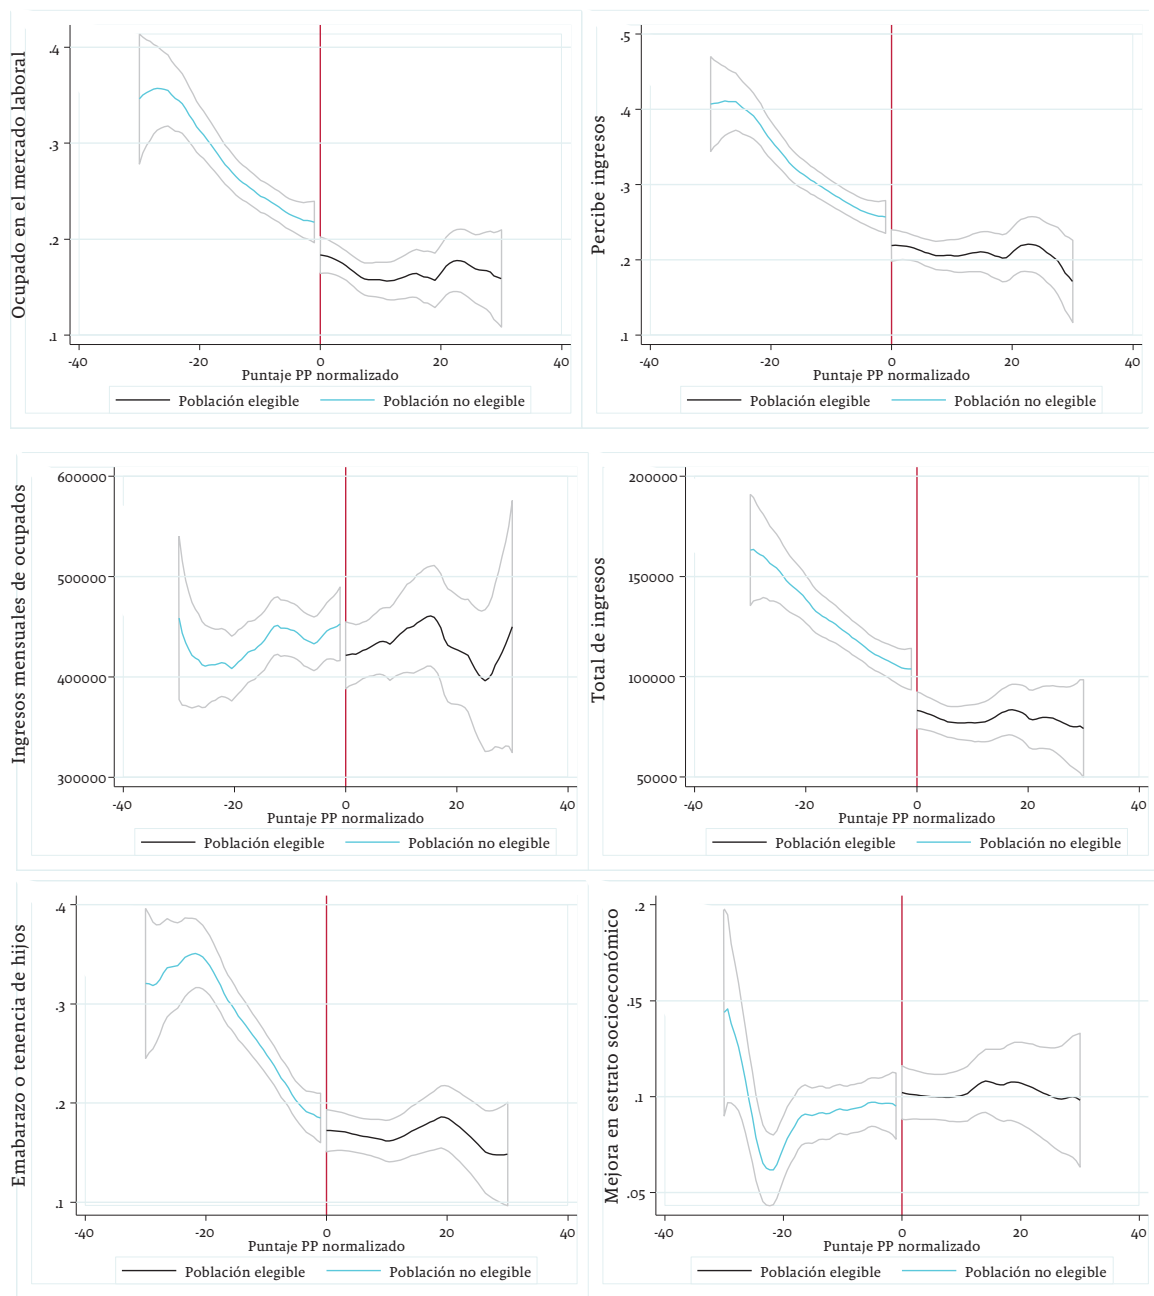 Ocupado en el mercado laboral
.4
.3
.2
.1
-40
-20
0
20
40
Puntaje PP normalizado
Población elegible
Población no elegible
Percibe ingresos
.5
.4
.3
.2
.1
-40
-20
0
20
40
Puntaje PP normalizado
Población elegible
Población no elegible
Ingresos mensuales de ocupados
600000
500000
400000
300000
-40
-20
0
20
40
Puntaje PP normalizado
Población elegible
Población no elegible
Total de ingresos
200000
150000
100000
50000
-40
-20
0
20
40
Puntaje PP normalizado
Población elegible
Población no elegible
Emabarazo o tenencia de hijos
.4
.3
.2
.1
-40
-20
0
20
40
Puntaje PP normalizado
Población elegible
Población no elegible
Mejora en estrato socioeconómico
.2
.15
.1
.05
-40
-20
0
20
40
Puntaje PP normalizado
Población elegible
Población no elegible